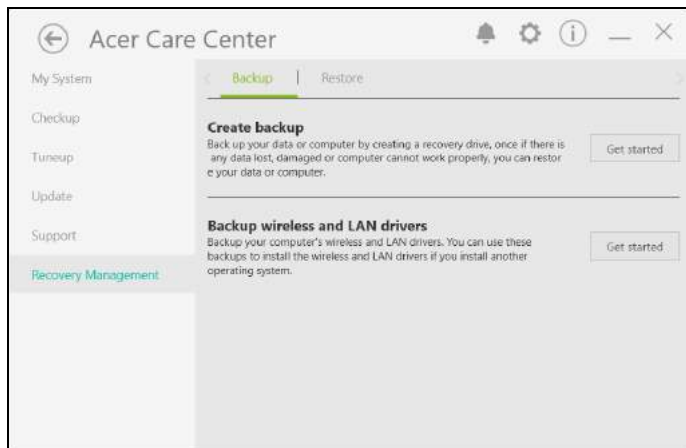 Acer Care Center
My System
Checkup
Tuneup
Update
Support
Recovery Management
Backup | Restore
Create backup
Back up your data or computer by creating a recovery drive, once if there is
any data lost, damaged or computer cannot work properly, you can restor
e your data or computer.
Get started
Backup wireless and LAN drivers
Backup your computer's wireless and LAN drivers. You can use these
backups to install the wireless and LAN drivers if you install another
operating system.
Get started